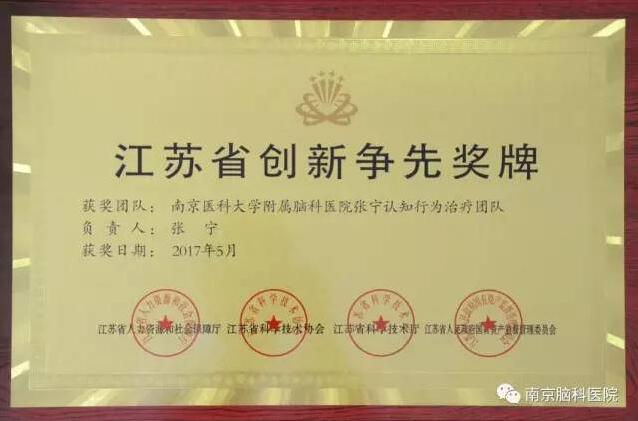 江苏省创新争先奖牌
获奖团队：南京医科大学附属脑科医院张宁认知行为治疗团队
负责人：张 宁
获奖日期：2017年5月
江苏省人力资源和社会保障厅 江苏省科学技术协会 江苏省科学技术厅 江苏省人民政府国有资产监督管理委员会
南京脑科医院